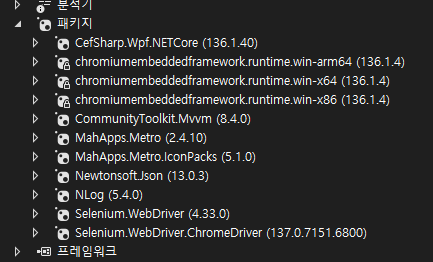 분석기
패키지
CefSharp.Wpf.NETCore (136.1.40)
chromiumembeddedframework.runtime.win-arm64 (136.1.4)
chromiumembeddedframework.runtime.win-x64 (136.1.4)
chromiumembeddedframework.runtime.win-x86 (136.1.4)
CommunityToolkit.Mvvm (8.4.0)
MahApps.Metro (2.4.10)
MahApps.Metro.IconPacks (5.1.0)
Newtonsoft.Json (13.0.3)
NLog (5.4.0)
Selenium.WebDriver (4.33.0)
Selenium.WebDriver.ChromeDriver (137.0.7151.6800)
프레임워크